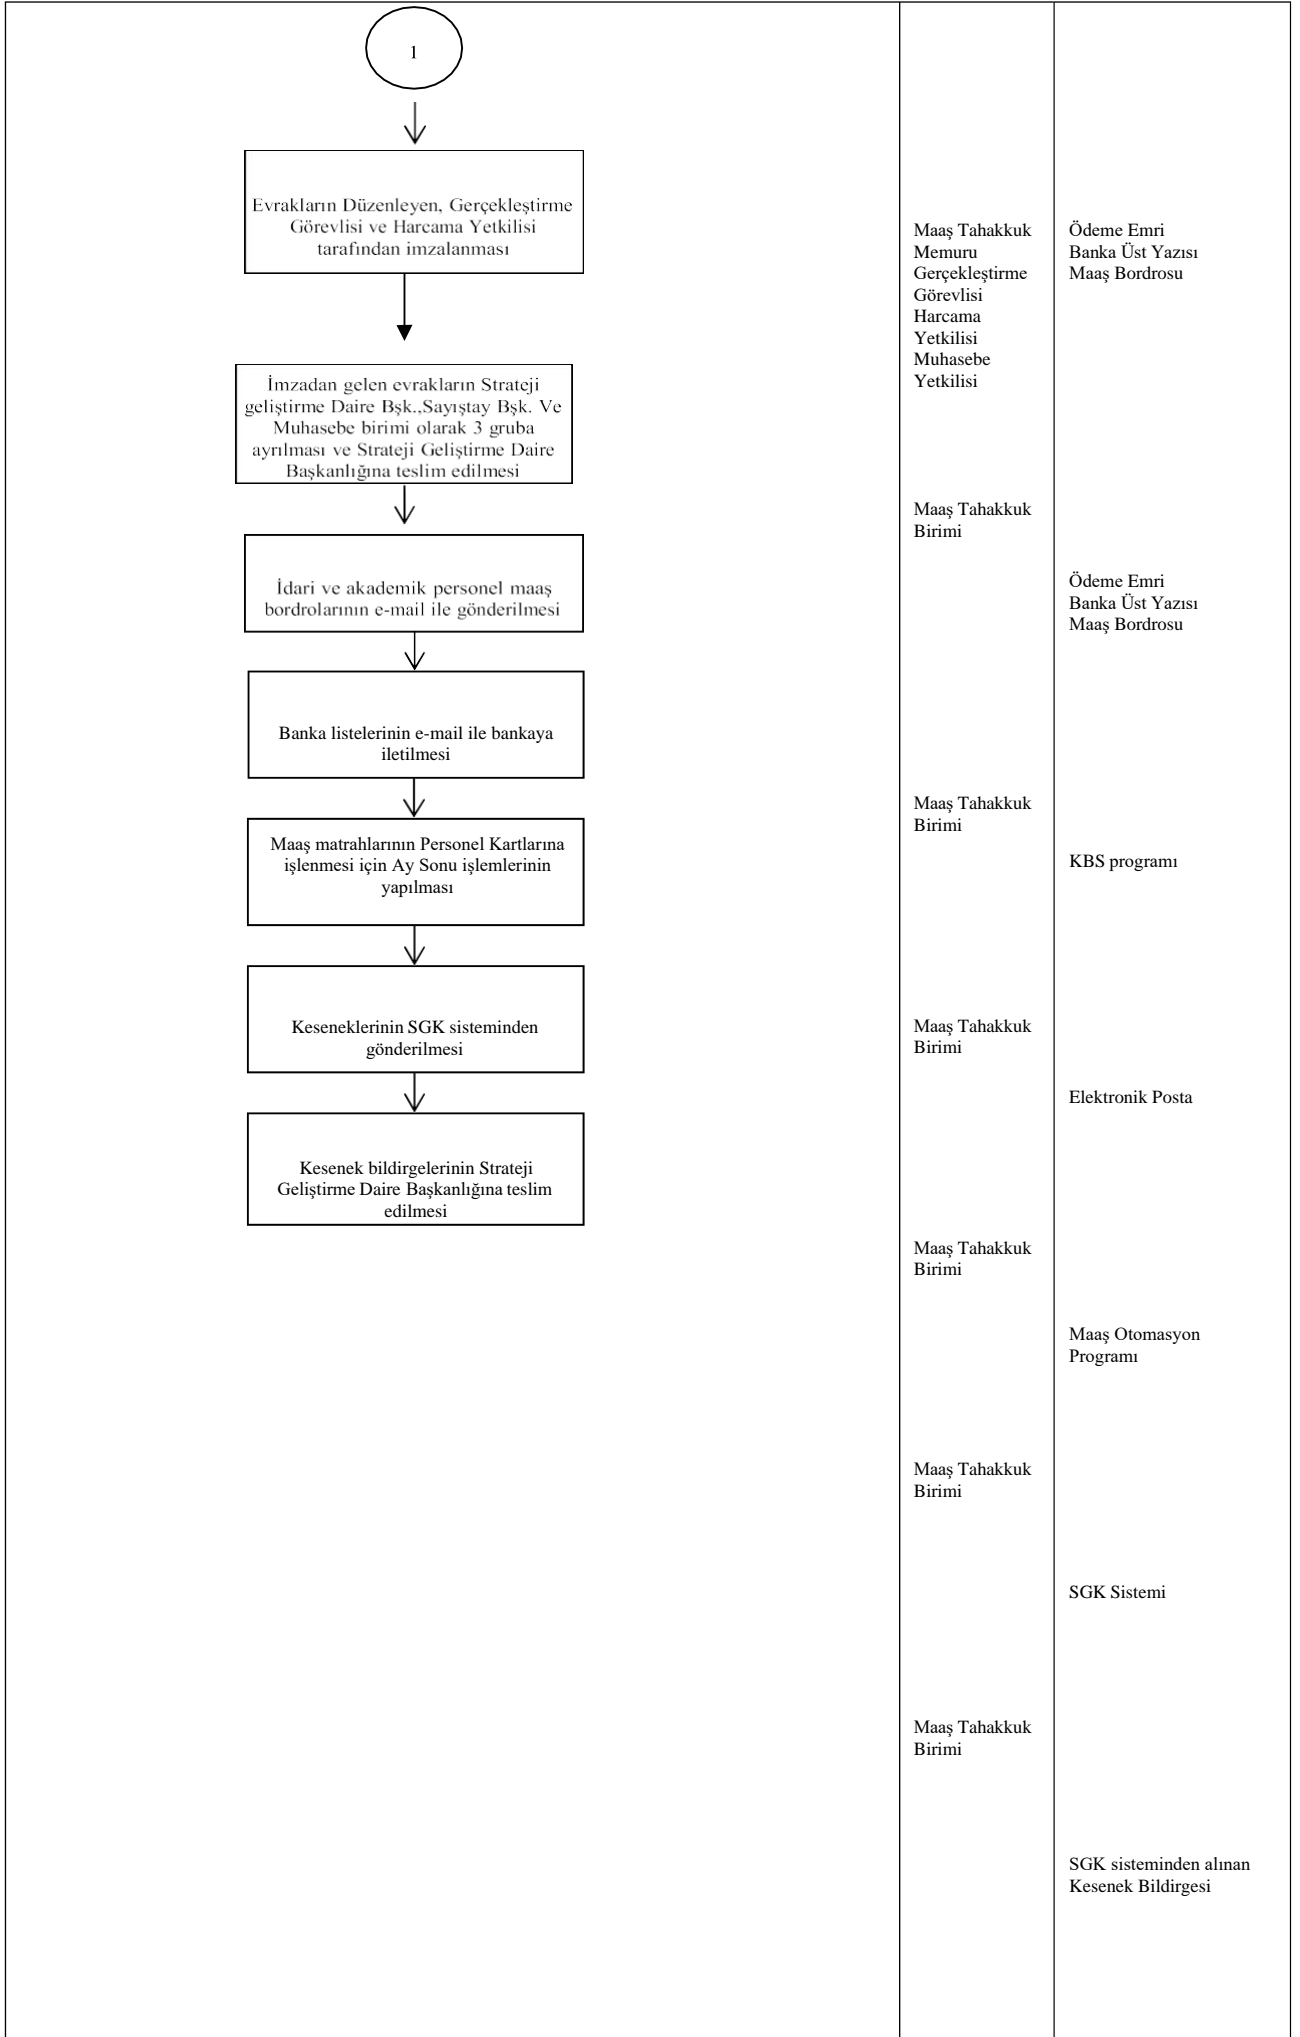 1
Evrakların Düzenleyen, Gerçekleştirme
Görevlisi ve Harcama Yetkilisi
tarafından imzalanması
İmzadan gelen evrakların Strateji
geliştirme Daire Bşk.,Sayıştay Bşk. Ve
Muhasebe birimi olarak 3 gruba
ayrılması ve Strateji Geliştirme Daire
Başkanlığına teslim edilmesi
İdari ve akademik personel maaş
bordrolarının e-mail ile gönderilmesi
Banka listelerinin e-mail ile bankaya
iletilmesi
Maaş matrahlarının Personel Kartlarına
işlenmesi için Ay Sonu işlemlerinin
yapılması
Keseneklerinin SGK sisteminden
gönderilmesi
Kesenek bildirgelerinin Strateji
Geliştirme Daire Başkanlığına teslim
edilmesi
Maaş Tahakkuk
Memuru
Gerçekleştirme
Görevlisi
Harcama
Yetkilisi
Muhasebe
Yetkilisi
Maaş Tahakkuk
Birimi
Maaş Tahakkuk
Birimi
Maaş Tahakkuk
Birimi
Maaş Tahakkuk
Birimi
Maaş Tahakkuk
Birimi
Maaş Tahakkuk
Birimi
Ödeme Emri
Banka Üst Yazısı
Maaş Bordrosu
Ödeme Emri
Banka Üst Yazısı
Maaş Bordrosu
KBS programı
Elektronik Posta
Maaş Otomasyon
Programı
SGK Sistemi
SGK sisteminden alınan
Kesenek Bildirgesi